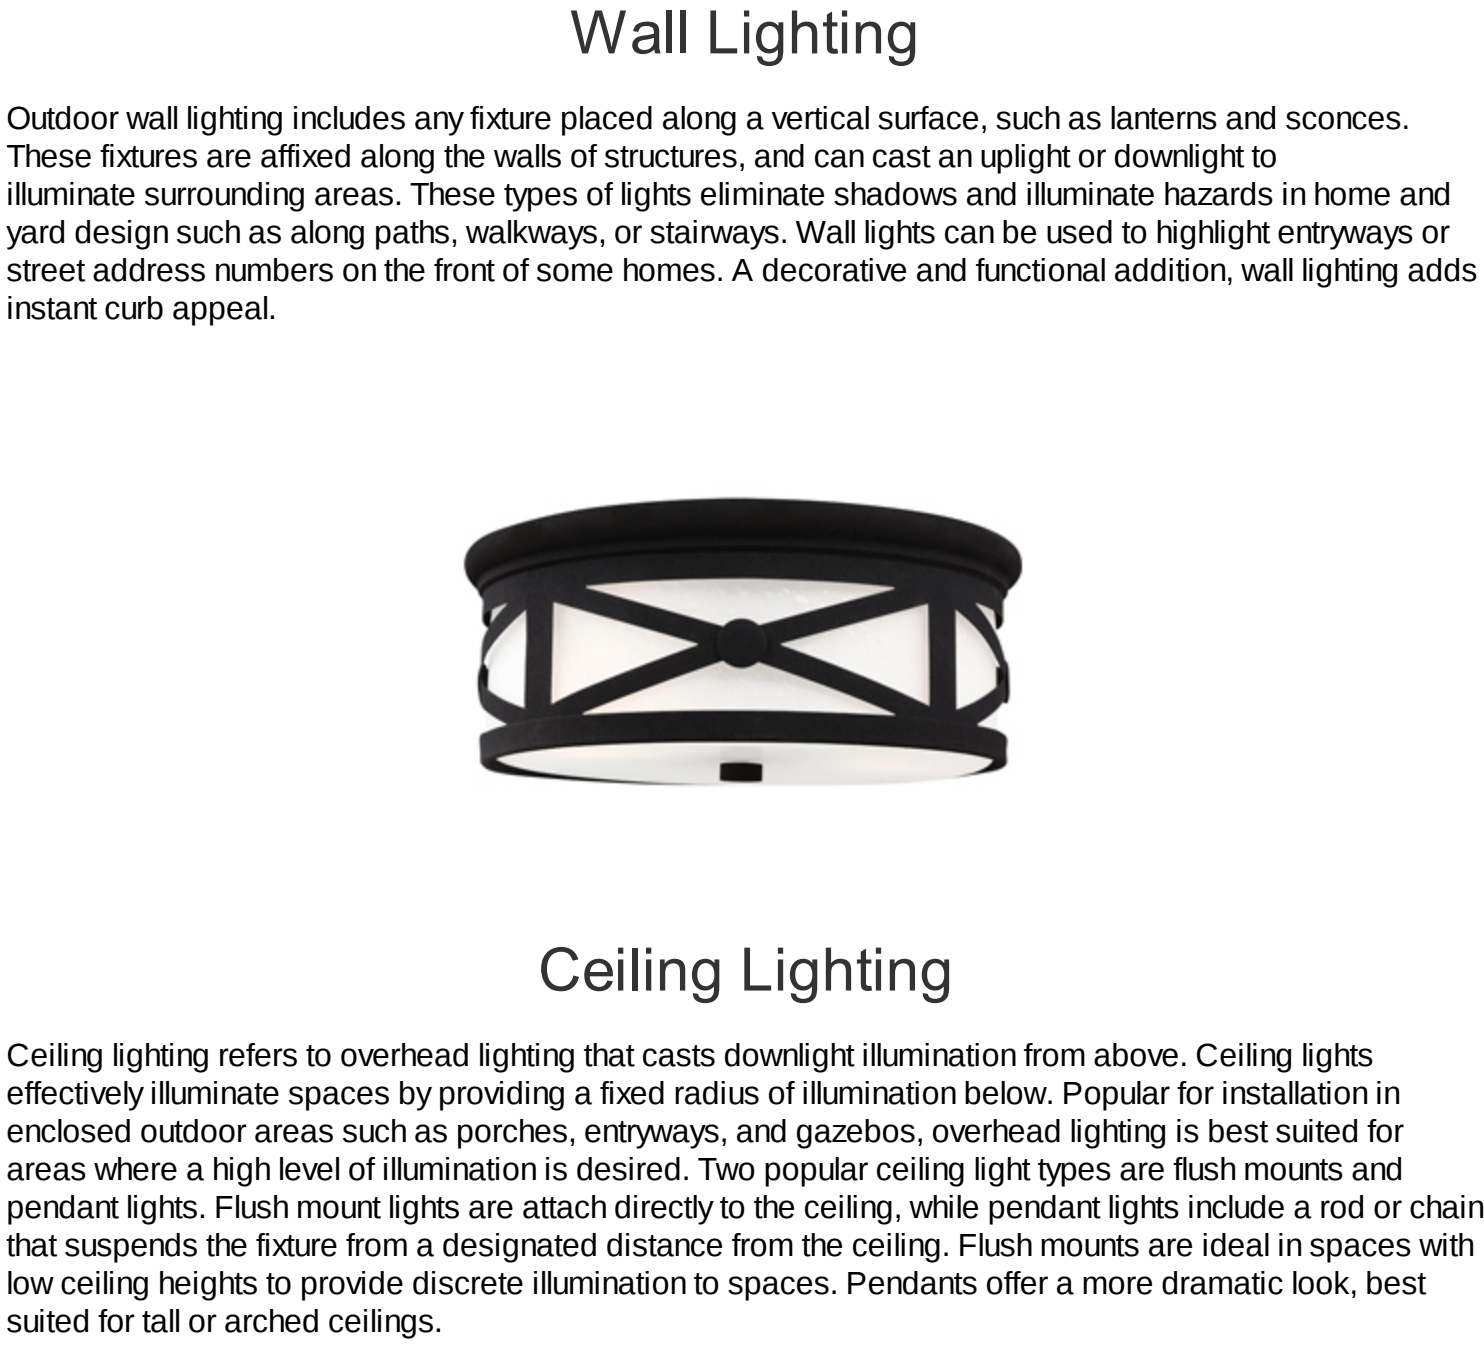 Wall Lighting
Outdoor wall lighting includes any fixture placed along a vertical surface, such as lanterns and sconces.
These fixtures are affixed along the walls of structures, and can cast an uplight or downlight to
illuminate surrounding areas. These types of lights eliminate shadows and illuminate hazards in home and
yard design such as along paths, walkways, or stairways. Wall lights can be used to highlight entryways or
street address numbers on the front of some homes. A decorative and functional addition, wall lighting adds
instant curb appeal.
Ceiling Lighting
Ceiling lighting refers to overhead lighting that casts downlight illumination from above. Ceiling lights
effectively illuminate spaces by providing a fixed radius of illumination below. Popular for installation in
enclosed outdoor areas such as porches, entryways, and gazebos, overhead lighting is best suited for
areas where a high level of illumination is desired. Two popular ceiling light types are flush mounts and
pendant lights. Flush mount lights are attach directly to the ceiling, while pendant lights include a rod or chain
that suspends the fixture from a designated distance from the ceiling. Flush mounts are ideal in spaces with
low ceiling heights to provide discrete illumination to spaces. Pendants offer a more dramatic look, best
suited for tall or arched ceilings.